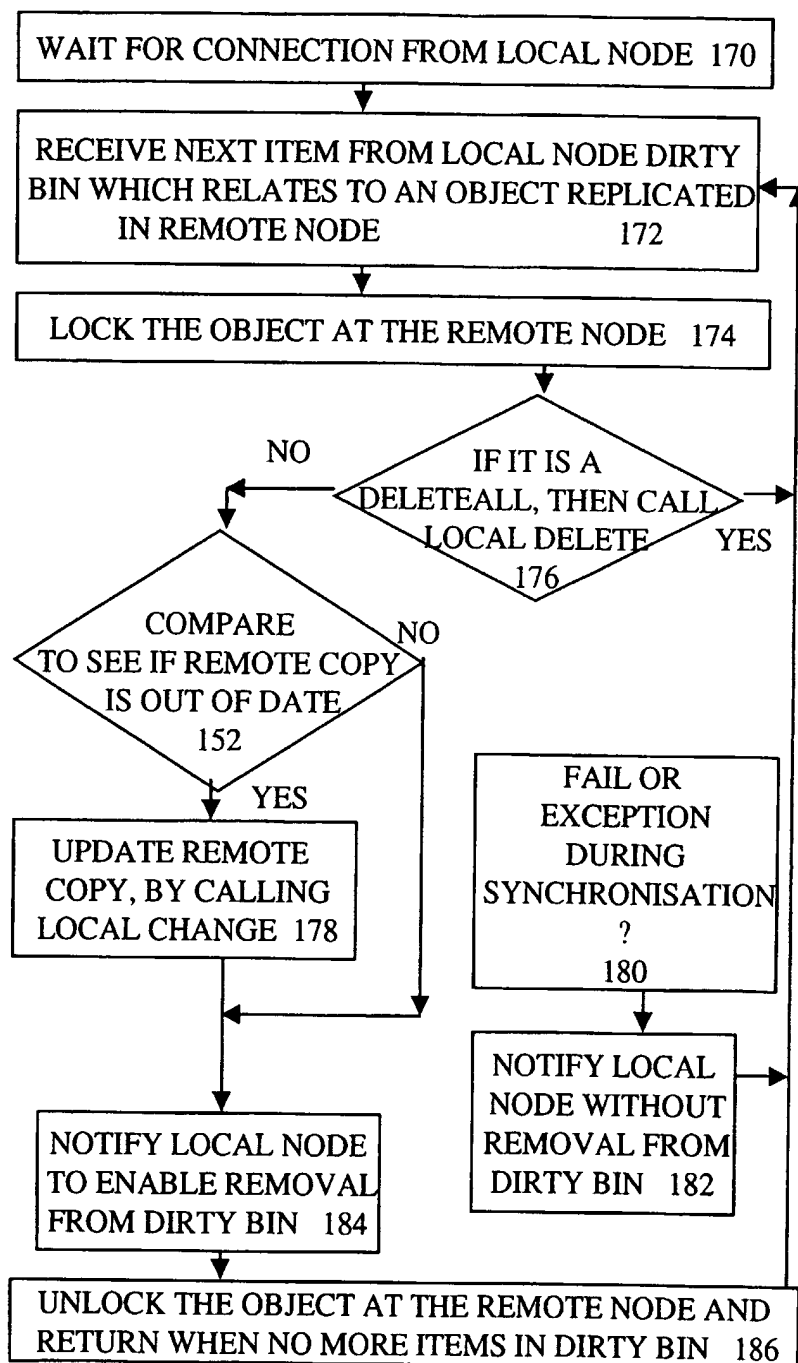 WAIT FOR CONNECTION FROM LOCAL NODE 170
RECEIVE NEXT ITEM FROM LOCAL NODE DIRTY
BIN WHICH RELATES TO AN OBJECT REPLICATED
IN REMOTE NODE 172
LOCK THE OBJECT AT THE REMOTE NODE 174
NO
IF IT IS A
DELETEALL, THEN CALL
LOCAL DELETE
176
YES
COMPARE
TO SEE IF REMOTE COPY
IS OUT OF DATE
152
NO
YES
UPDATE REMOTE
COPY, BY CALLING
LOCAL CHANGE 178
FAIL OR
EXCEPTION
DURING
SYNCHRONISATION
?
180
NOTIFY LOCAL
NODE WITHOUT
REMOVAL FROM
DIRTY BIN 182
NOTIFY LOCAL NODE
TO ENABLE REMOVAL
FROM DIRTY BIN 184
UNLOCK THE OBJECT AT THE REMOTE NODE AND
RETURN WHEN NO MORE ITEMS IN DIRTY BIN 186